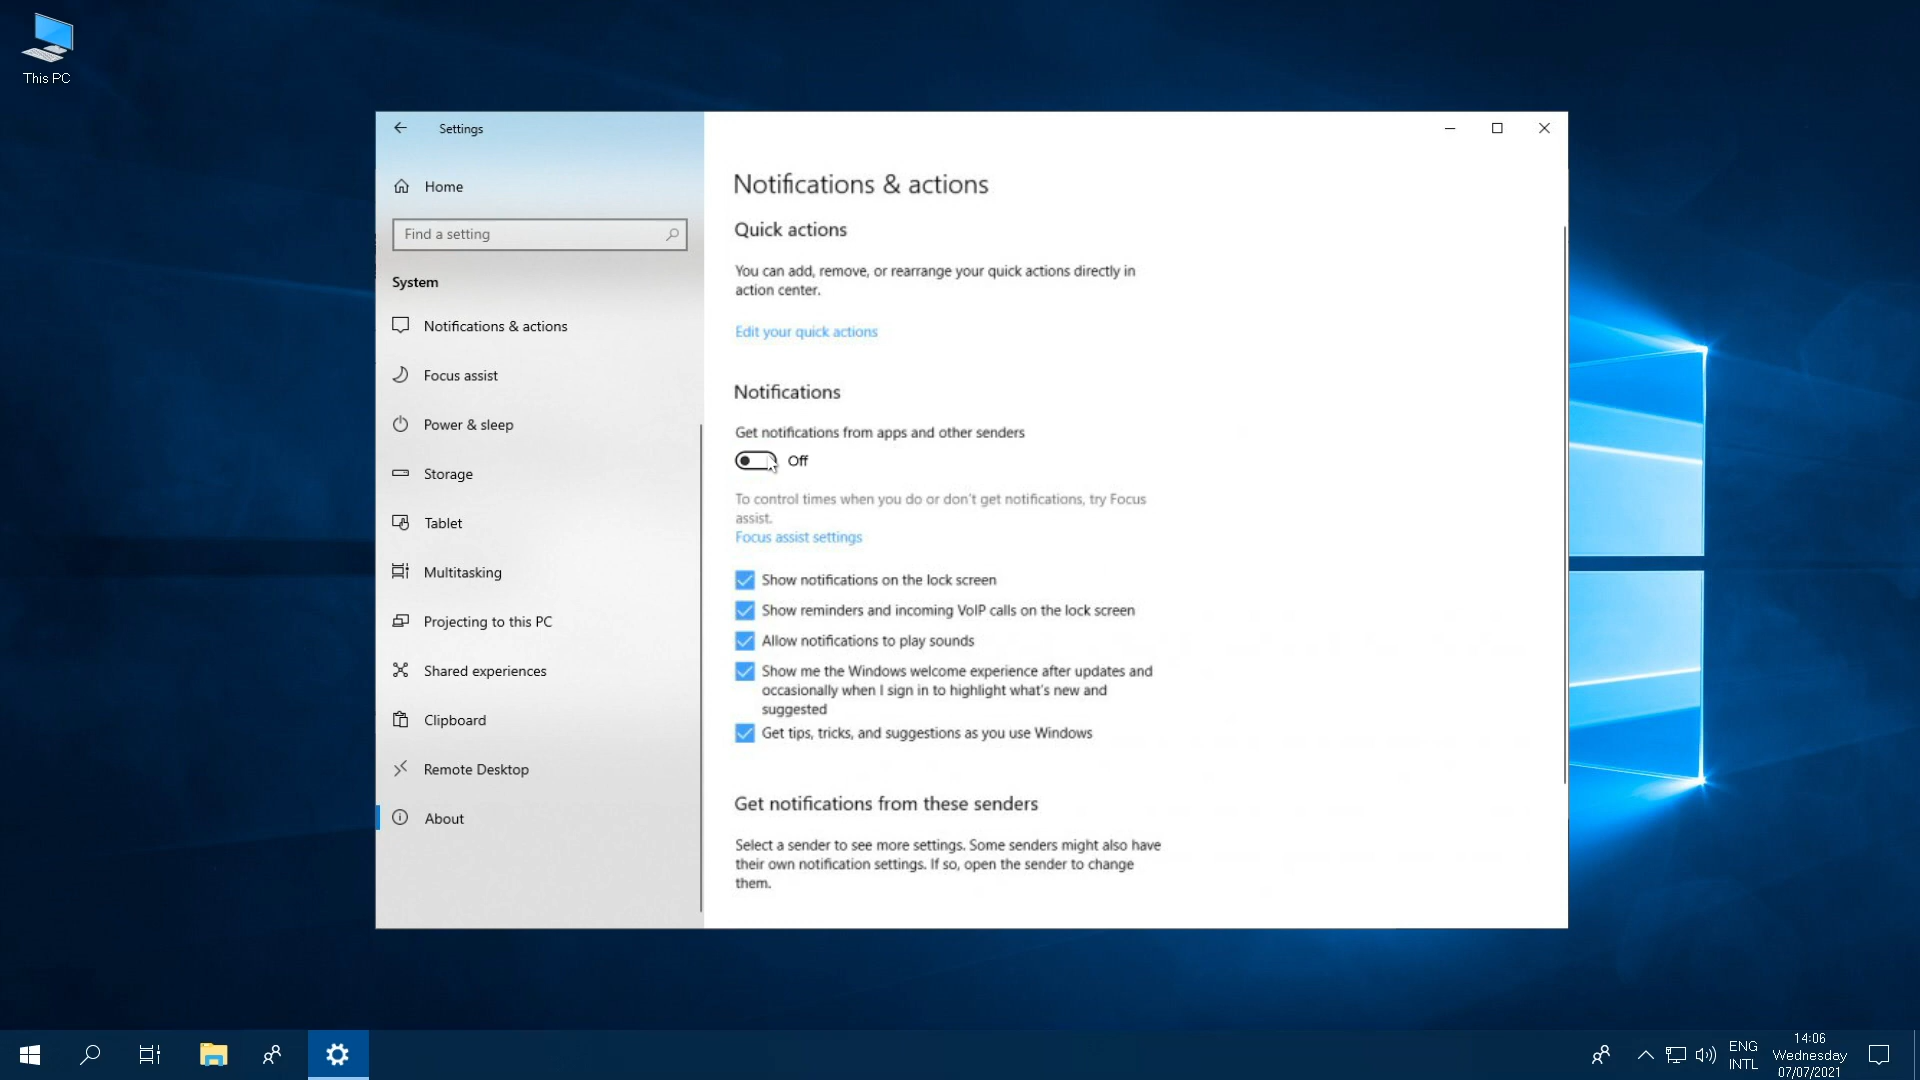 This PC
Settings
Home
Find a setting
System
Notifications & actions
Focus assist
Power & sleep
Storage
Tablet
Multitasking
Projecting to this PC
Shared experiences
Clipboard
Remote Desktop
About
Notifications & actions
Quick actions
You can add, remove, or rearrange your quick actions directly in
action center.
Edit your quick actions
Notifications
Get notifications from apps and other senders
Off
To control times when you do or don't get notifications, try Focus
assist.
Focus assist settings
Show notifications on the lock screen
Show reminders and incoming VoIP calls on the lock screen
Allow notifications to play sounds
Show me the Windows welcome experience after updates and
occasionally when I sign in to highlight what's new and
suggested
Get tips, tricks, and suggestions as you use Windows
Get notifications from these senders
Select a sender to see more settings. Some senders might also have
their own notification settings. If so, open the sender to change
them.
ENG
INTL
14:06
Wednesday
07/07/2021